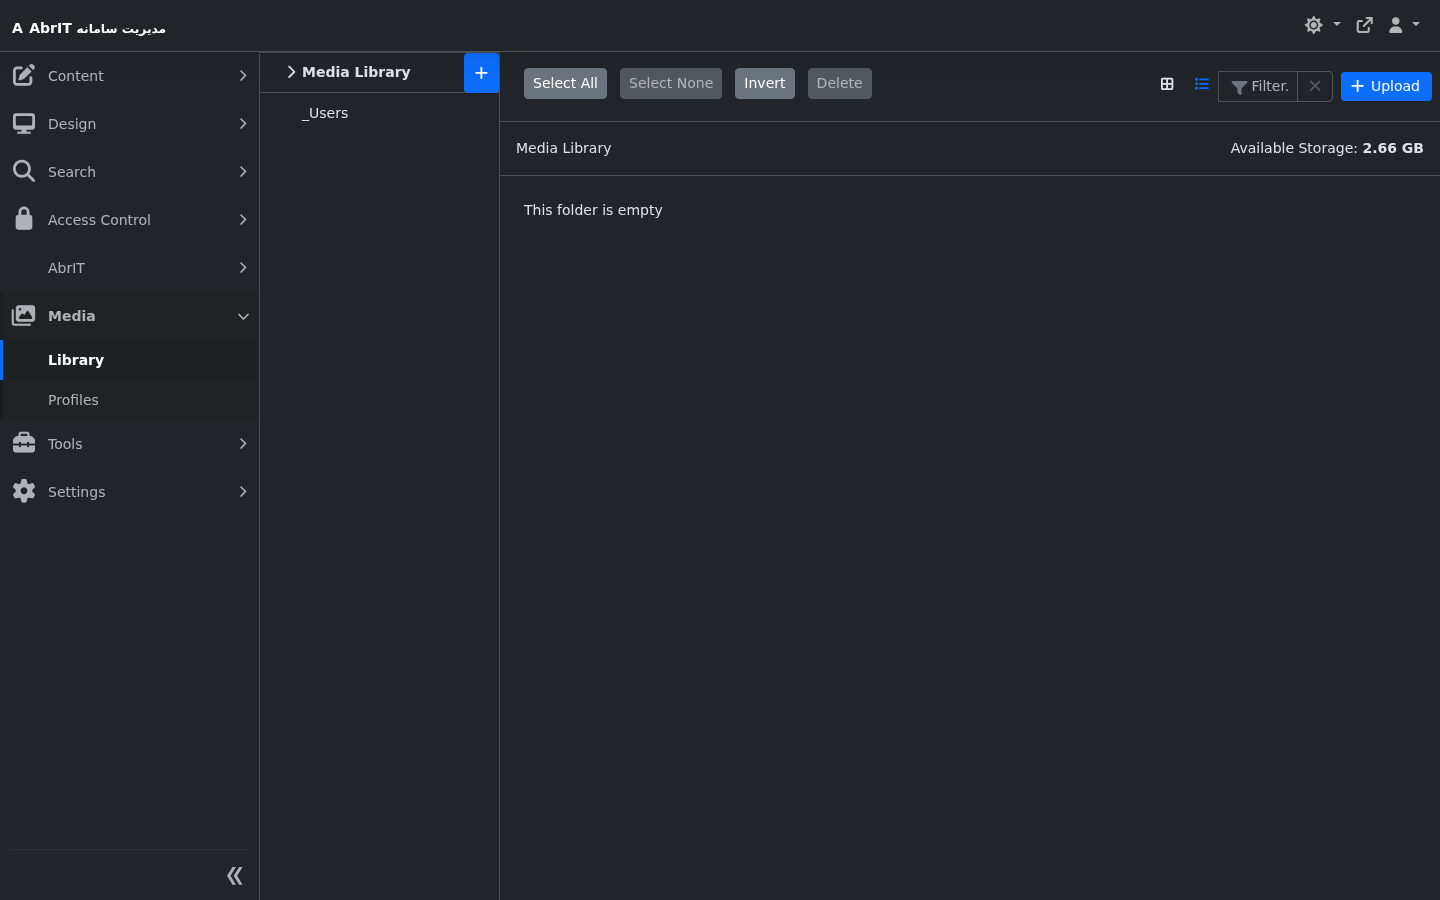 A AbrIT مدیریت سامانه
Content
Design
Search
Access Control
AbrIT
Media
Library
Profiles
Tools
Settings
Media Library
_Users
Select All
Select None
Invert
Delete
Filter.
Upload
Media Library
Available Storage: 2.66 GB
This folder is empty